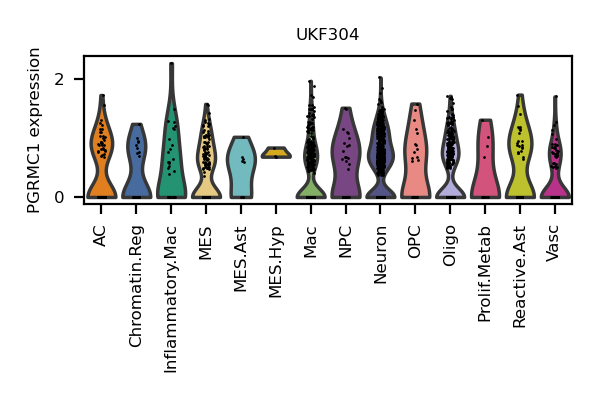 UKF304
PGRMC1 expression
2
0
AC
Chromatin.Reg
Inflammatory.Mac
MES
MES.Ast
MES.Hyp
Mac
NPC
Neuron
OPC
Oligo
Prolif.Metab
Reactive.Ast
Vasc